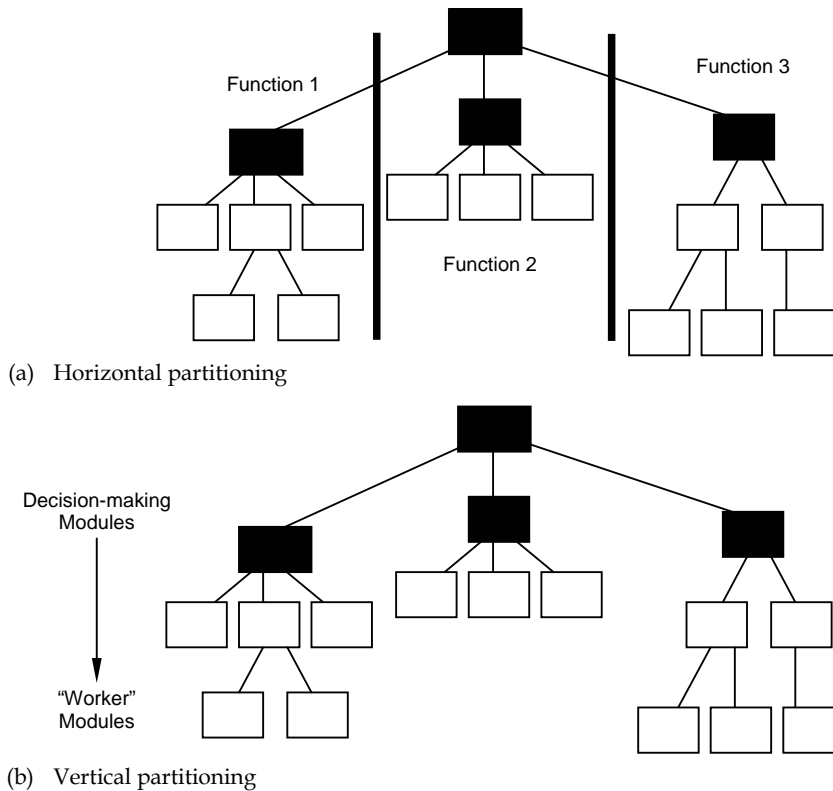 Function 1
Function 3
Function 2
(a) Horizontal partitioning
Decision-making
Modules
“Worker”
Modules
(b) Vertical partitioning